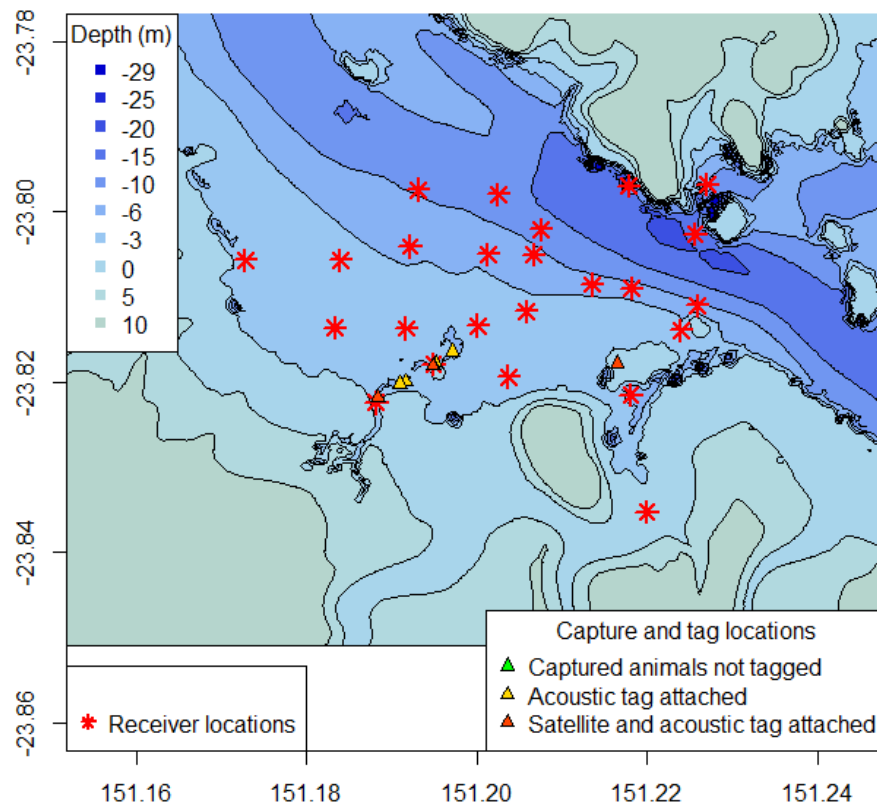 Depth (m)
-29
-25
-20
-15
-10
-6
-3
0
5
10
-23.78
-23.80
-23.82
-23.84
-23.86
Capture and tag locations
Captured animals not tagged
Acoustic tag attached
Satellite and acoustic tag attached
Receiver locations
151.16 151.18 151.20 151.22 151.24